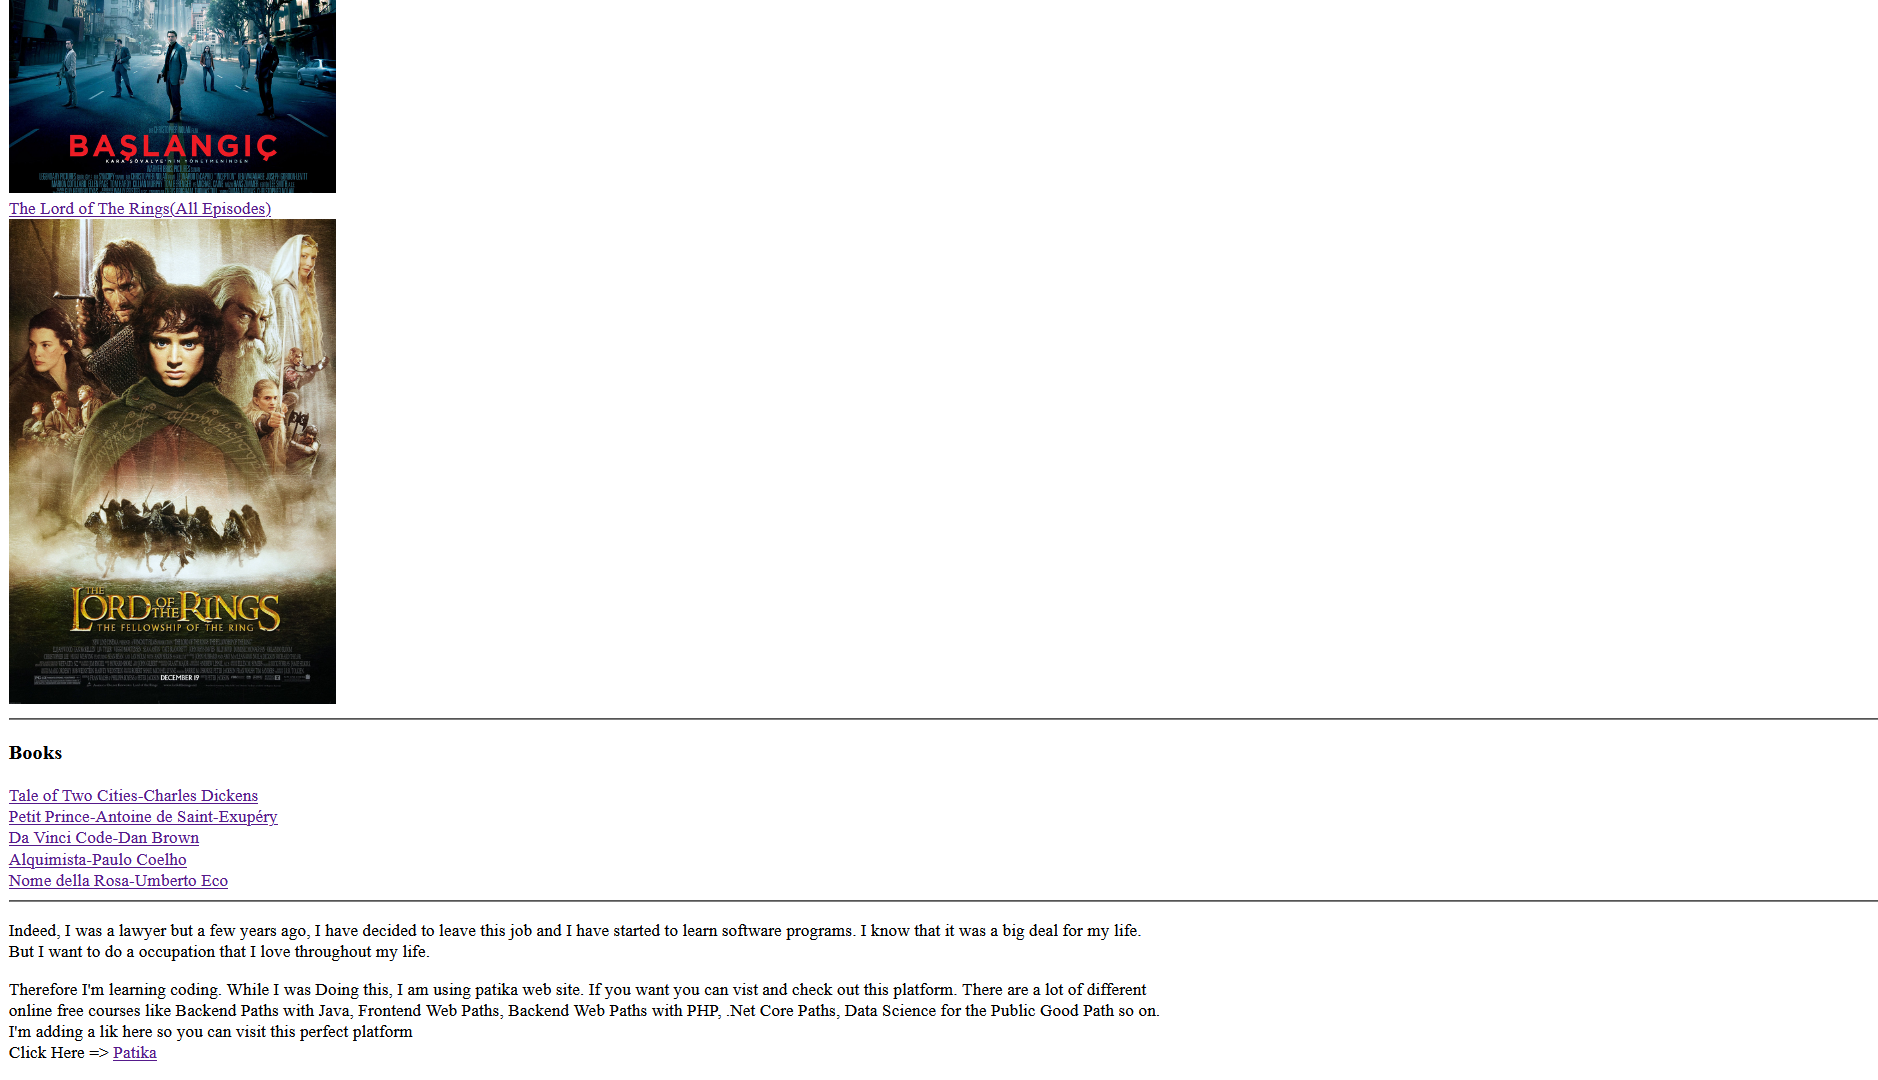 BAŞLANGIÇ
KARA ŞÖVALYE'NİN YÖNETMENİNDEN
The Lord of The Rings(All Episodes)
THE LORD OF THE RINGS
THE FELLOWSHIP OF THE RING
DECEMBER 19
Books
Tale of Two Cities-Charles Dickens
Petit Prince-Antoine de Saint-Exupéry
Da Vinci Code-Dan Brown
Alquimista-Paulo Coelho
Nome della Rosa-Umberto Eco
Indeed, I was a lawyer but a few years ago, I have decided to leave this job and I have started to learn software programs. I know that it was a big deal for my life.
But I want to do a occupation that I love throughout my life.
Therefore I'm learning coding. While I was Doing this, I am using patika web site. If you want you can vist and check out this platform. There are a lot of different
online free courses like Backend Paths with Java, Frontend Web Paths, Backend Web Paths with PHP, .Net Core Paths, Data Science for the Public Good Path so on.
I'm adding a lik here so you can visit this perfect platform
Click Here => Patika